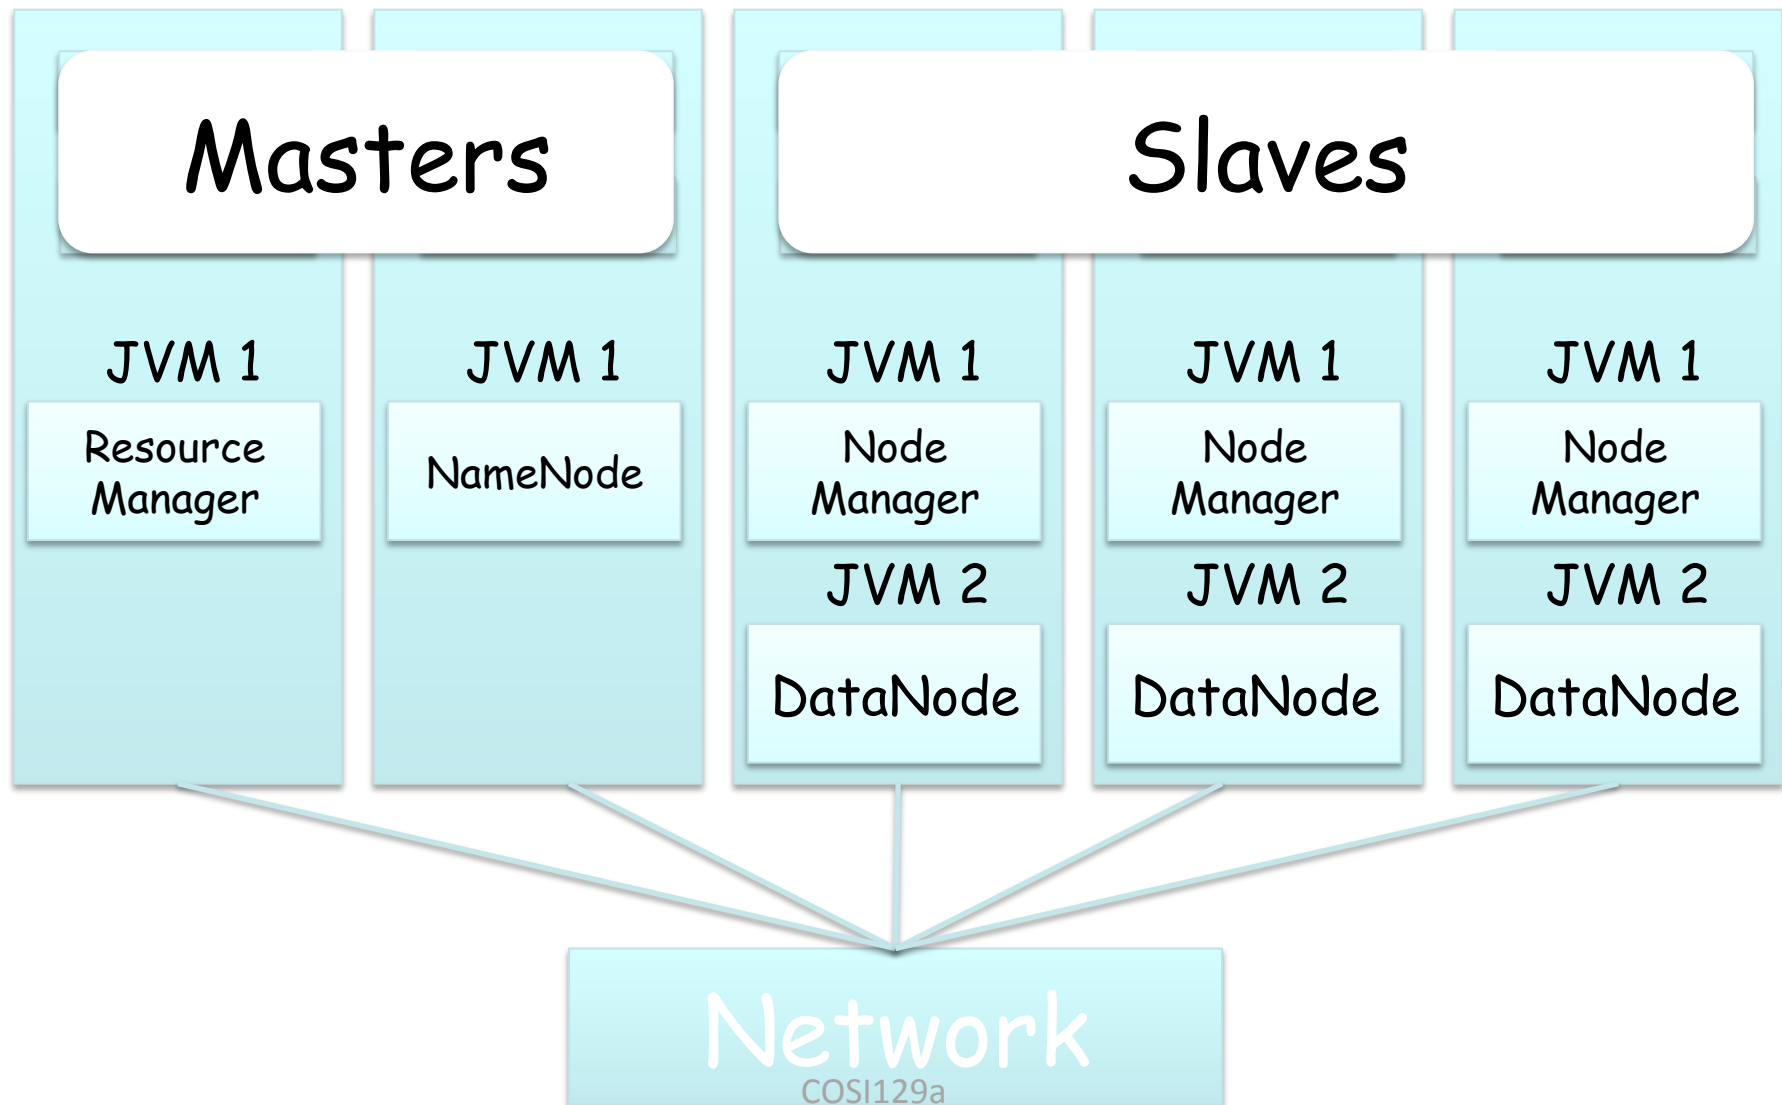 Masters
Slaves
JVM 1
JVM 1
JVM 1
JVM 1
JVM 1
Resource
Manager
NameNode
Node
Manager
Node
Manager
Node
Manager
JVM 2
JVM 2
JVM 2
DataNode
DataNode
DataNode
Network
COSI129a